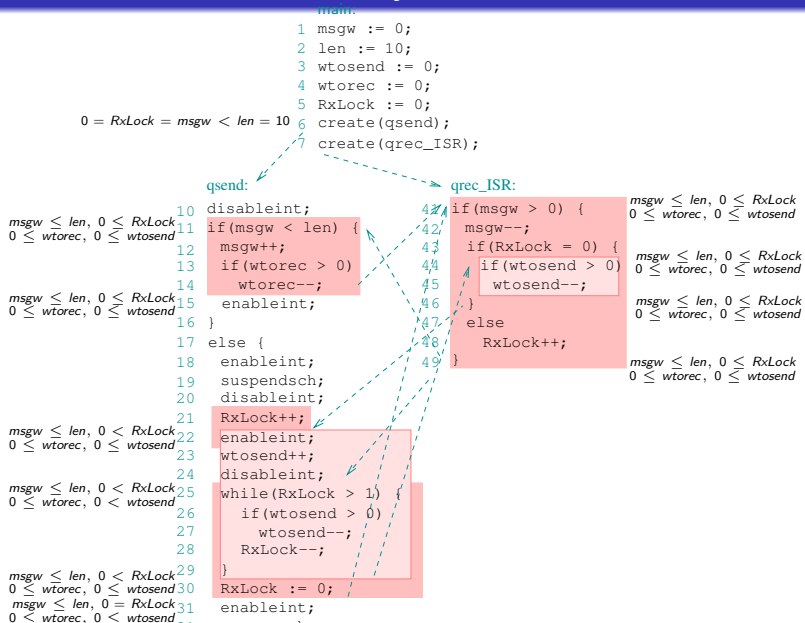 main:
1 msgw := 0;
2 len := 10;
3 wtosend := 0;
4 wtorec := 0;
5 RxLock := 0;
0 = RxLock = msgw < len = 10
6 create(qsend);
7 create(qrec_ISR);
qsend:
10 disableint;
msgw ≤ len, 0 ≤ RxLock
0 ≤ wtorec, 0 ≤ wtosend
11 if(msgw < len) {
12 msgw++;
13 if(wtorec > 0)
14 wtorec--;
msgw ≤ len, 0 ≤ RxLock
0 ≤ wtorec, 0 ≤ wtosend
15 enableint;
16 }
17 else {
18 enableint;
19 suspendsch;
20 disableint;
21 RxLock++;
msgw ≤ len, 0 < RxLock
0 ≤ wtorec, 0 ≤ wtosend
22 enableint;
23 wtosend++;
24 disableint;
msgw ≤ len, 0 < RxLock
0 ≤ wtorec, 0 < wtosend
25 while(RxLock > 1) {
26 if(wtosend > 0)
27 wtosend--;
28 RxLock--;
29 }
msgw ≤ len, 0 < RxLock
0 ≤ wtorec, 0 ≤ wtosend
30 RxLock := 0;
msgw ≤ len, 0 = RxLock
0 < wtorec, 0 < wtosend
31 enableint;
qrec_ISR:
41 if(msgw > 0) {
msgw ≤ len, 0 ≤ RxLock
0 ≤ wtorec, 0 ≤ wtosend
42 msgw--;
43 if(RxLock = 0) {
44 if(wtosend > 0)
msgw ≤ len, 0 ≤ RxLock
0 ≤ wtorec, 0 ≤ wtosend
45 wtosend--;
46 }
msgw ≤ len, 0 ≤ RxLock
0 ≤ wtorec, 0 ≤ wtosend
47 else
48 RxLock++;
49 }
msgw ≤ len, 0 ≤ RxLock
0 ≤ wtorec, 0 ≤ wtosend